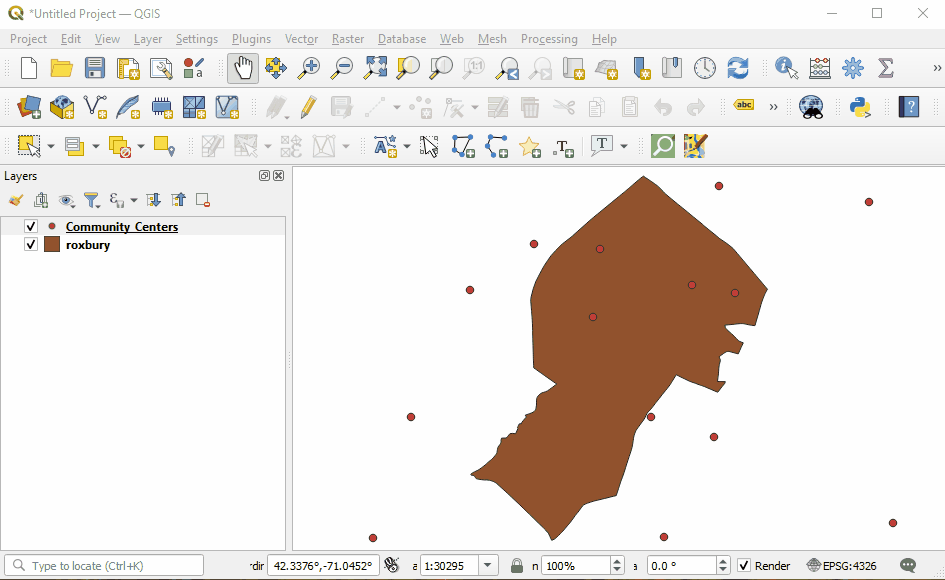 *Untitled Project — QGIS
Project Edit View Layer Settings Plugins Vector Raster Database Web Mesh Processing Help
1:1
a
»
abc
»
?
ε
T
T
Layers
Community Centers
roxbury
Type to locate (Ctrl+K) rdir 42.3376°,-71.0452° a 1:30295 n 100% a 0.0 ° Render EPSG:4326